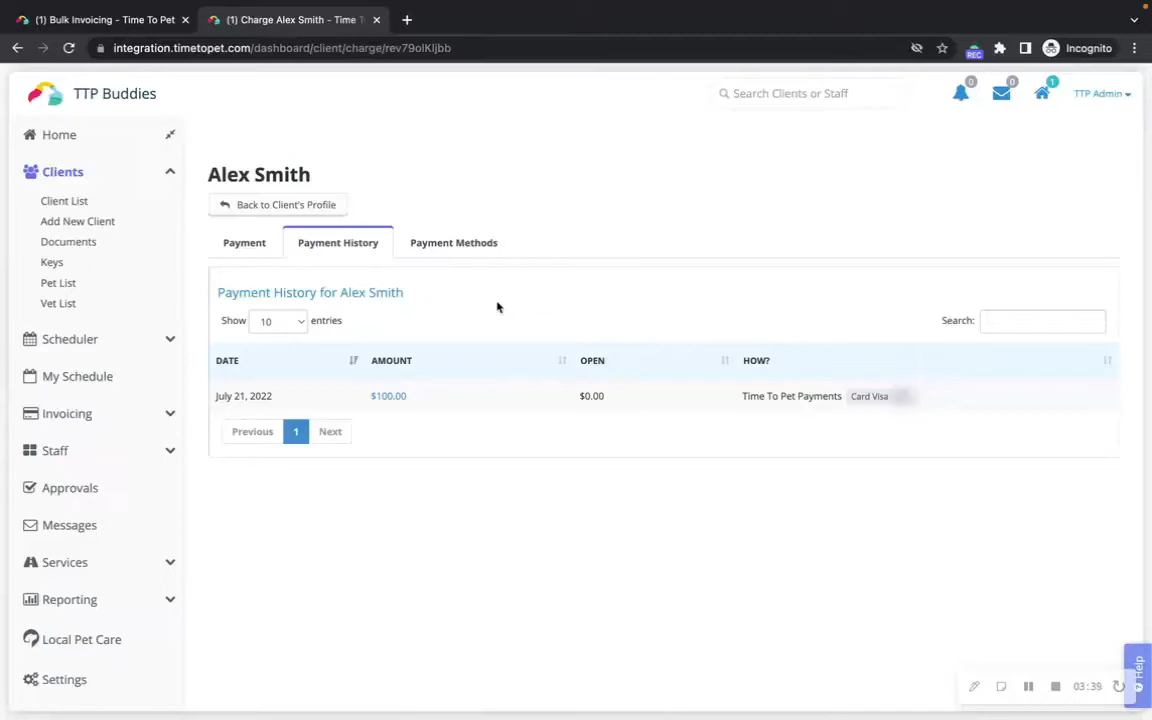 (1) Bulk Invoicing - Time To Pet
(1) Charge Alex Smith - Time T
integration.timetopet.com/dashboard/client/charge/rev79olKljbb
REC
Incognito
TTP Buddies
Search Clients or Staff
0
0
1
TTP Admin
Home
Clients
Client List
Add New Client
Documents
Keys
Pet List
Vet List
Scheduler
My Schedule
Invoicing
Staff
Approvals
Messages
Services
Reporting
Local Pet Care
Settings
Alex Smith
Back to Client's Profile
Payment
Payment History
Payment Methods
Payment History for Alex Smith
Show 10 entries
Search:
DATE AMOUNT OPEN HOW?
July 21, 2022 $100.00 $0.00 Time To Pet Payments Card Visa
Previous 1 Next
Help
03:39